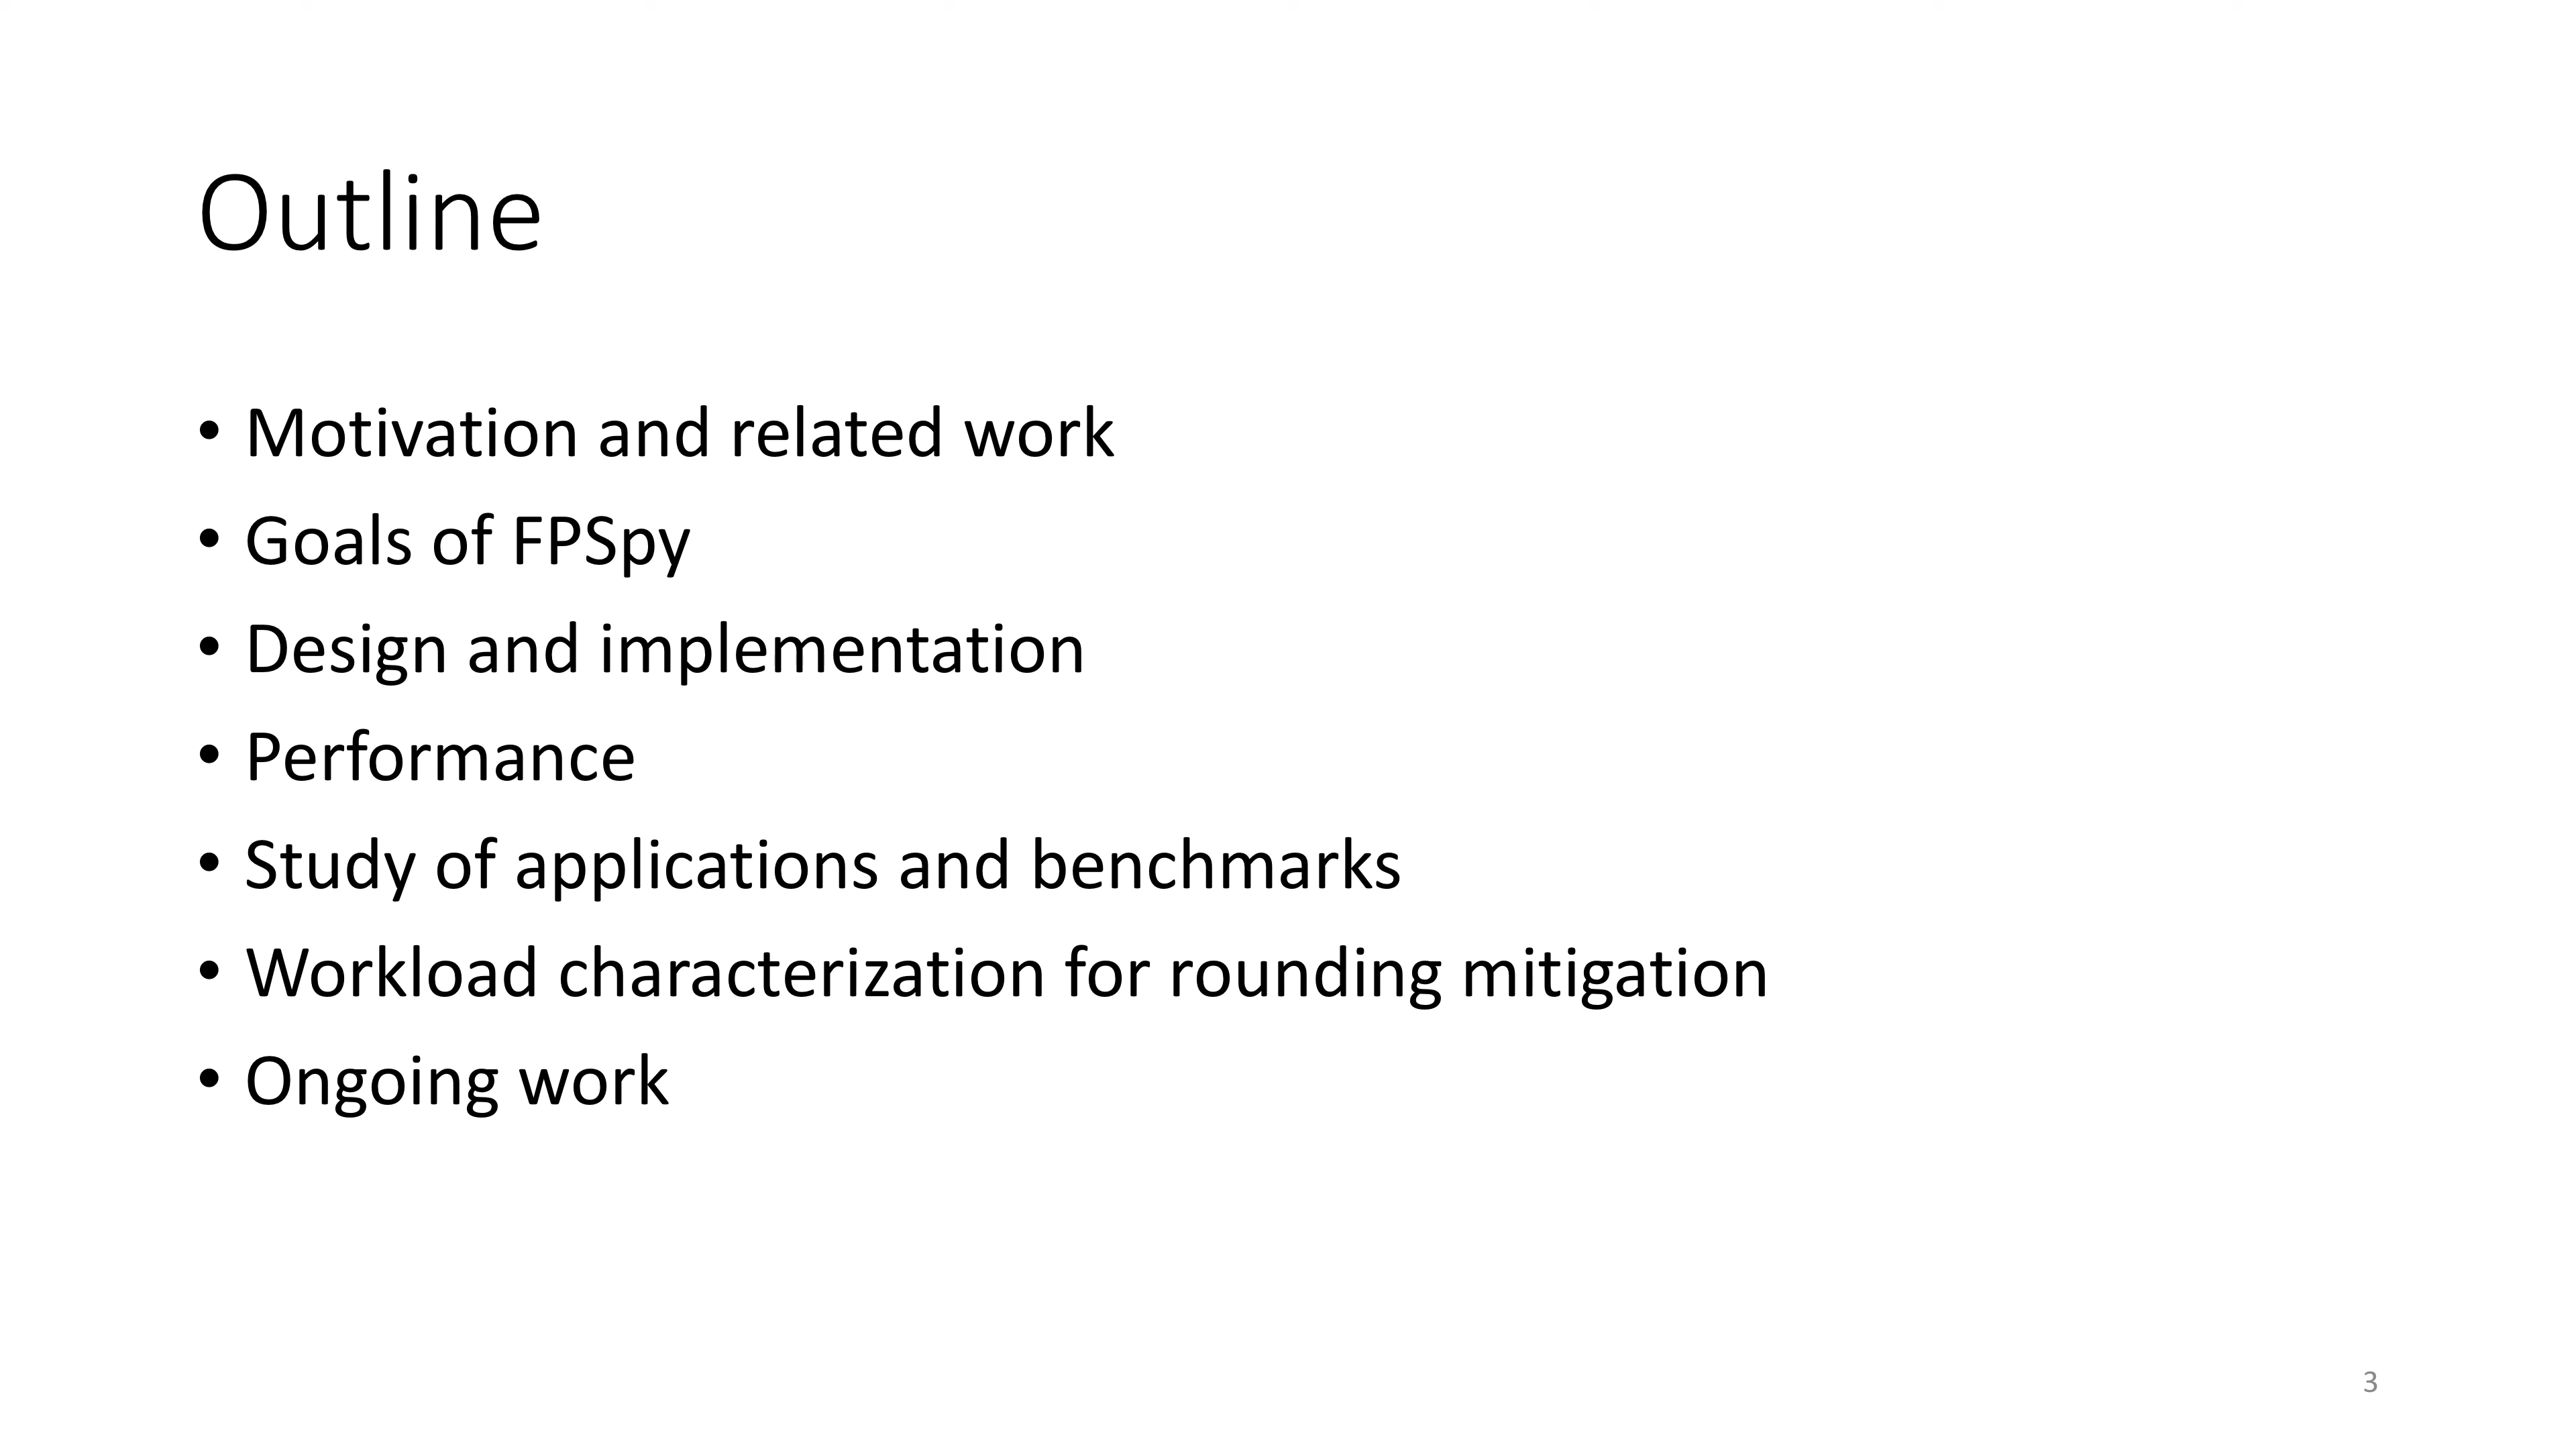 Outline
• Motivation and related work
• Goals of FPSpy
• Design and implementation
• Performance
• Study of applications and benchmarks
• Workload characterization for rounding mitigation
• Ongoing work
3